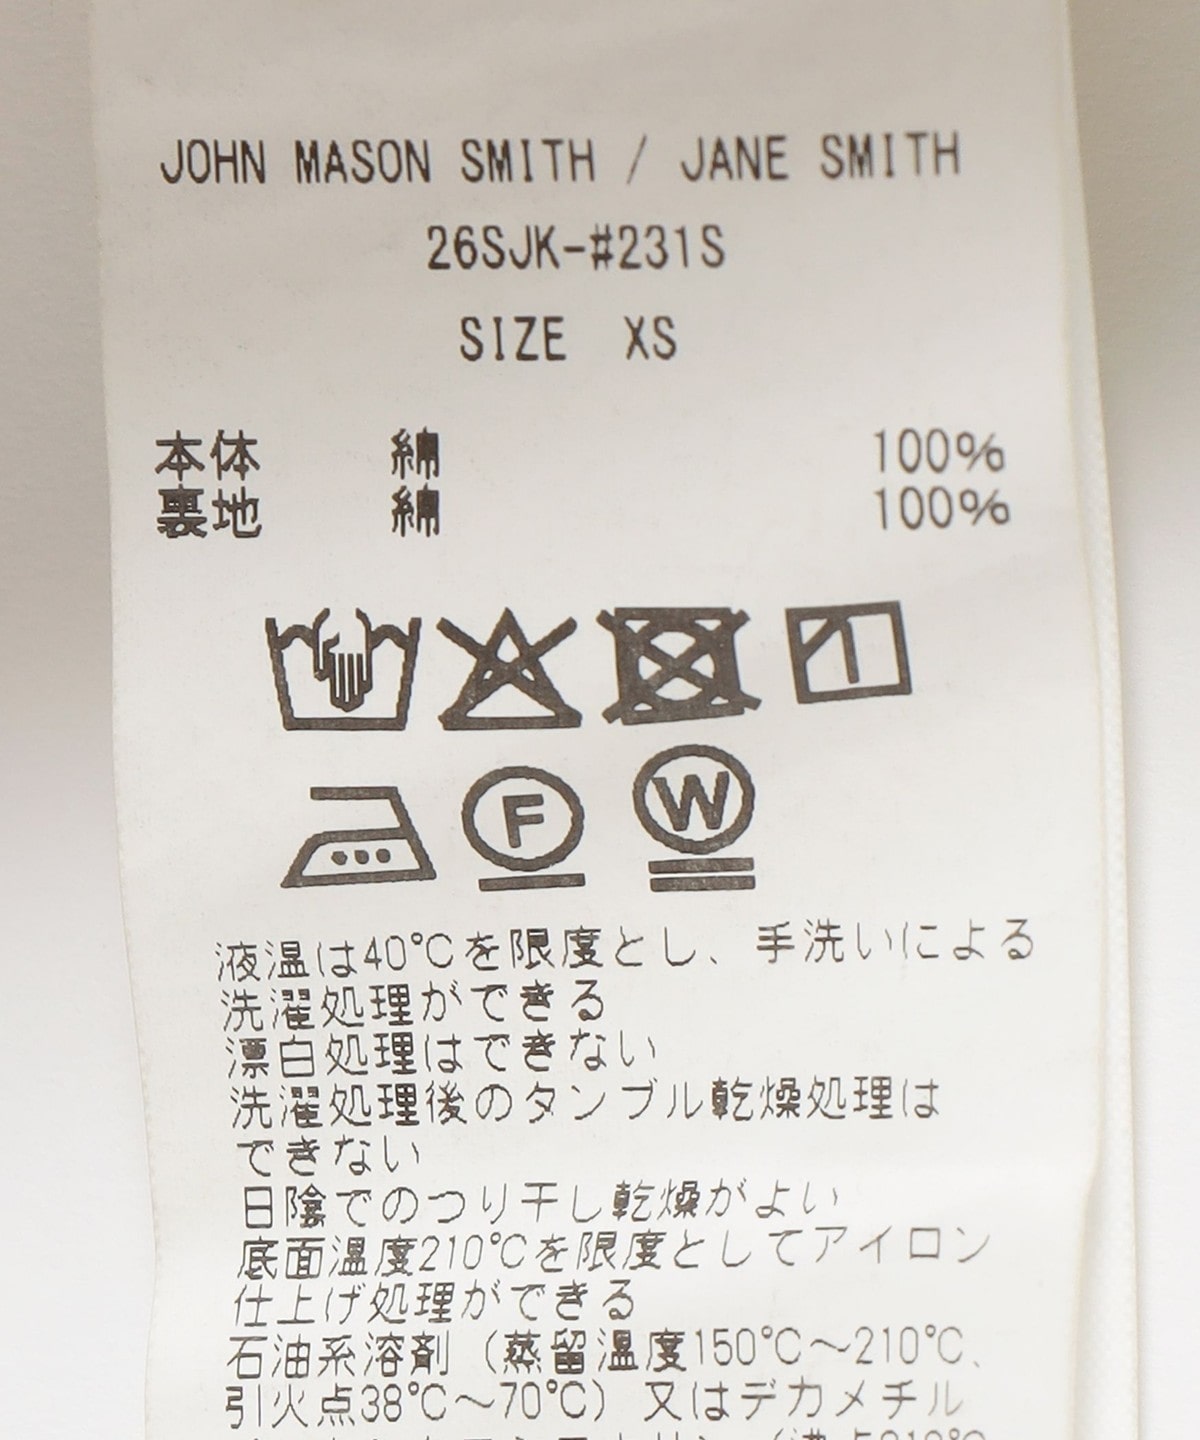 JOHN MASON SMITH / JANE SMITH
26SJK-#231S
SIZE XS
本体 綿 100%
裏地 綿 100%
F W
液温は40℃を限度とし、手洗いによる
洗濯処理ができる
漂白処理はできない
洗濯処理後のタンブル乾燥処理は
できない
日陰でのつり干し乾燥がよい
底面温度210℃を限度としてアイロン
仕上げ処理ができる
石油系溶剤（蒸留温度150℃～210℃、
引火点38℃～70℃）又はデカメチル